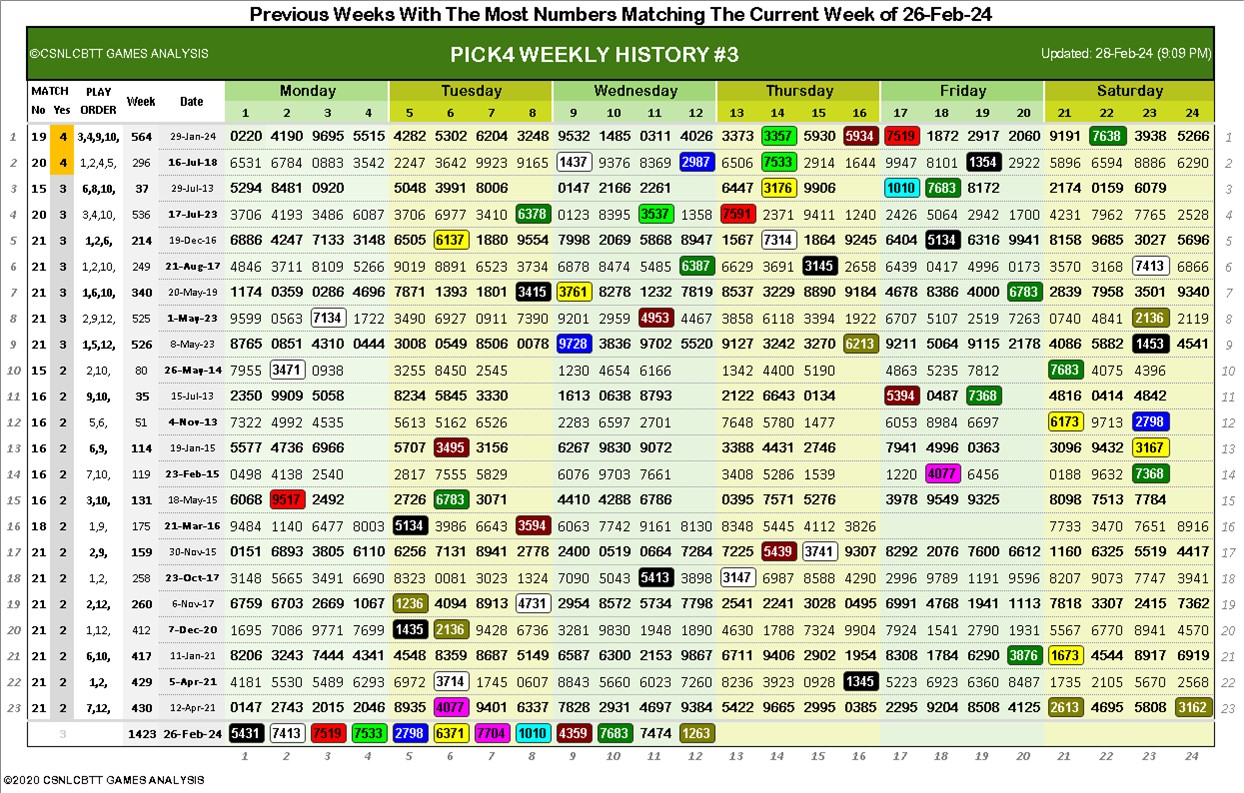 Previous Weeks With The Most Numbers Matching The Current Week of 26-Feb-24
©CSNLCBTT GAMES ANALYSIS PICK4 WEEKLY HISTORY #3 Updated: 28-Feb-24 (9:09 PM)
MATCH PLAY Week Date Monday Tuesday Wednesday Thursday Friday Saturday
No Yes ORDER 1 2 3 4 5 6 7 8 9 10 11 12 13 14 15 16 17 18 19 20 21 22 23 24
1 19 4 3,4,9,10, 564 29-Jan-24 0220 4190 9695 5515 4282 5302 6204 3248 9532 1485 0311 4026 3373 4357 5930 5934 7519 1872 2917 2060 9191 7638 3938 5266 1
2 20 4 1,2,4,5, 296 16-Jul-18 6531 6784 0883 3542 2247 3642 9923 9165 1437 9376 8369 2987 6506 7533 2914 1644 9947 8101 1354 2922 5896 6594 8886 6290 2
3 15 3 6,8,10, 37 29-Jul-13 5294 8481 0920 5048 3991 8006 0147 2166 2261 6447 3176 9906 1010 7683 8172 2174 0159 6079 3
4 20 3 3,4,10, 536 17-Jul-23 3706 4193 3486 6087 3706 6977 3410 6378 0123 8395 3537 1358 7591 2371 9411 1240 2426 5064 2942 1700 4231 7962 7765 2528 4
5 21 3 1,2,6, 214 19-Dec-16 6886 4247 7133 3148 6505 6137 1880 9554 7998 2069 5868 8947 1567 7314 1864 9245 6404 5134 6316 9941 8158 9685 3027 5696 5
6 21 3 1,2,10, 249 21-Aug-17 4846 3711 8109 5266 9019 8891 6523 3734 6878 8474 5485 6387 6629 3691 3145 2658 6439 0417 4996 0173 3570 3168 7413 6866 6
7 21 3 1,6,10, 340 20-May-19 1174 0359 0286 4696 7871 1393 1801 3415 3761 8278 1232 7819 8537 3229 8890 9184 4678 8386 4000 6783 2839 7958 3501 9340 7
8 21 3 2,9,12, 525 1-May-23 9599 0563 7134 1722 3490 6927 0911 7390 9201 2959 4953 4467 3858 6118 3394 1922 6707 5107 2519 7263 0740 4841 2136 2119 8
9 21 3 1,5,12, 526 8-May-23 8765 0851 4310 0444 3008 0549 8506 0078 9728 3836 9702 5520 9127 3242 3270 6213 9211 5064 9115 2178 4086 5882 1453 4541 9
10 15 2 2,10, 80 26-May-14 7955 3471 0938 3255 8450 2545 1230 4654 6166 1342 4400 5190 4863 5235 7812 7683 4075 4396 10
11 16 2 9,10, 35 15-Jul-13 2350 9909 5058 8234 5845 3330 1613 0638 8793 2122 6643 0134 5394 0487 7368 4816 0414 4842 11
12 16 2 5,6, 51 4-Nov-13 7322 4992 4535 5613 5162 6526 2283 6597 2701 7648 5780 1477 6053 8984 6697 6173 9713 2798 12
13 16 2 6,9, 114 19-Jan-15 5577 4736 6966 5707 3495 3156 6267 9830 9072 3388 4431 2746 7941 4996 0363 3096 9432 3167 13
14 16 2 7,10, 119 23-Feb-15 0498 4138 2540 2817 7555 5829 6076 9703 7661 3408 5286 1539 1220 4077 6456 0188 9632 7368 14
15 16 2 3,10, 131 18-May-15 6068 9517 2492 2726 6783 3071 4410 4288 6786 0395 7571 5276 3978 9549 9325 8098 7513 7784 15
16 18 2 1,9, 175 21-Mar-16 9484 1140 6477 8003 5134 3986 6643 3594 6063 7742 9161 8130 8348 5445 4112 3826 7733 3470 7651 8916 16
17 21 2 2,9, 159 30-Nov-15 0151 6893 3805 6110 6256 7131 8941 2778 2400 0519 0664 7284 7225 5439 3741 9307 8292 2076 7600 6612 1160 6325 5519 4417 17
18 21 2 1,2, 258 23-Oct-17 3148 5665 3491 6690 8323 0081 3023 1324 7090 5043 5413 3898 3147 6987 8588 4290 2996 9789 1191 9596 8207 9073 7747 3941 18
19 21 2 2,12, 260 6-Nov-17 6759 6703 2669 1067 1236 4094 8913 4731 2954 8572 5734 7798 2541 2241 3028 0495 6991 4768 1941 1113 7818 3307 2415 7362 19
20 21 2 1,12, 412 7-Dec-20 1695 7086 9771 7699 1435 2136 9428 6736 3281 9830 1948 1890 4630 1788 7324 9904 7924 1541 2790 1931 5567 6770 8941 4570 20
21 21 2 6,10, 417 11-Jan-21 8206 3243 7444 4341 4548 8359 8687 5149 6587 6300 2153 9867 6711 9406 2902 1954 8308 1784 6290 3876 1673 4544 8917 6919 21
22 21 2 1,2, 429 5-Apr-21 4181 5530 5489 6293 6972 3714 1745 0607 8843 5660 6023 7260 8236 3923 0928 1345 5223 6923 6360 8487 1735 2105 5670 2568 22
23 21 2 7,12, 430 12-Apr-21 0147 2743 2015 2046 8935 4077 9401 6337 7828 2931 4697 9384 5422 9665 2995 0385 2295 9204 8508 4125 2613 4695 5808 3162 23
3 1423 26-Feb-24 5431 7413 7519 7533 2798 6371 7704 1010 4359 7683 7474 1263
1 2 3 4 5 6 7 8 9 10 11 12 13 14 15 16 17 18 19 20 21 22 23 24
©2020 CSNLCBTT GAMES ANALYSIS